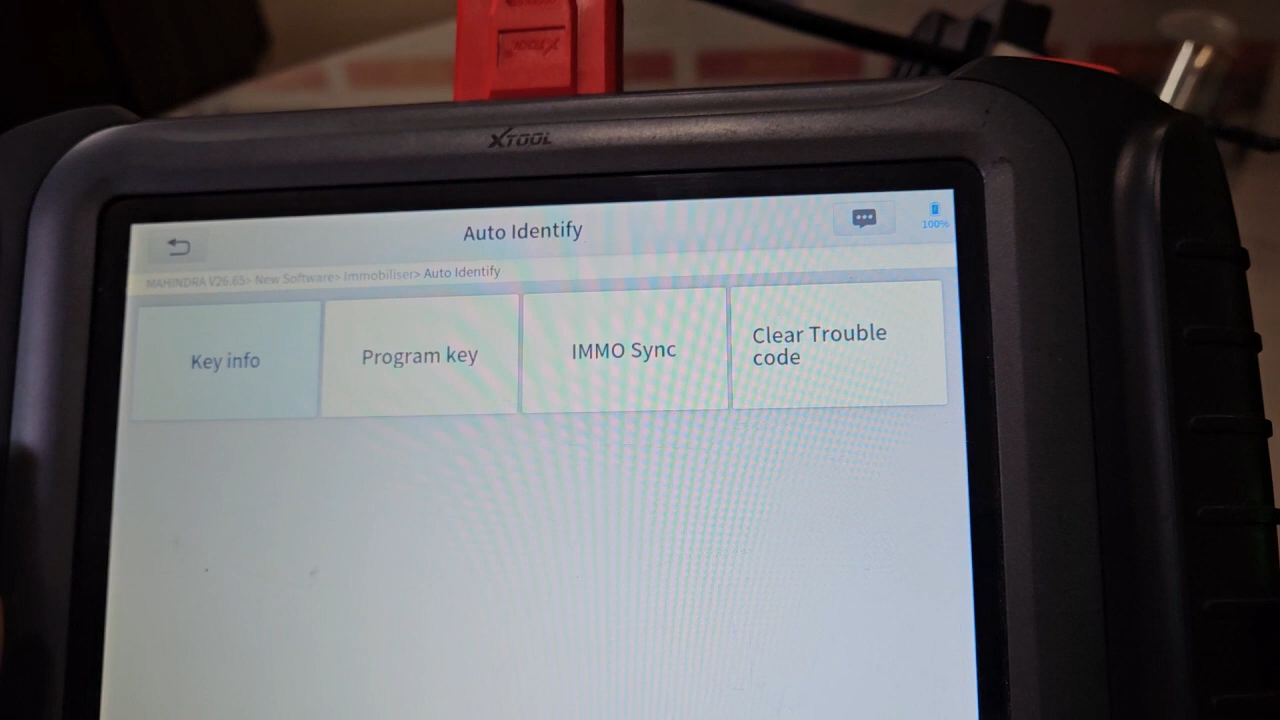 XTOOL
Auto Identify
100%
MAHINDRA V26.65> New Software> Immobiliser> Auto Identify
Key info
Program key
IMMO Sync
Clear Trouble
code